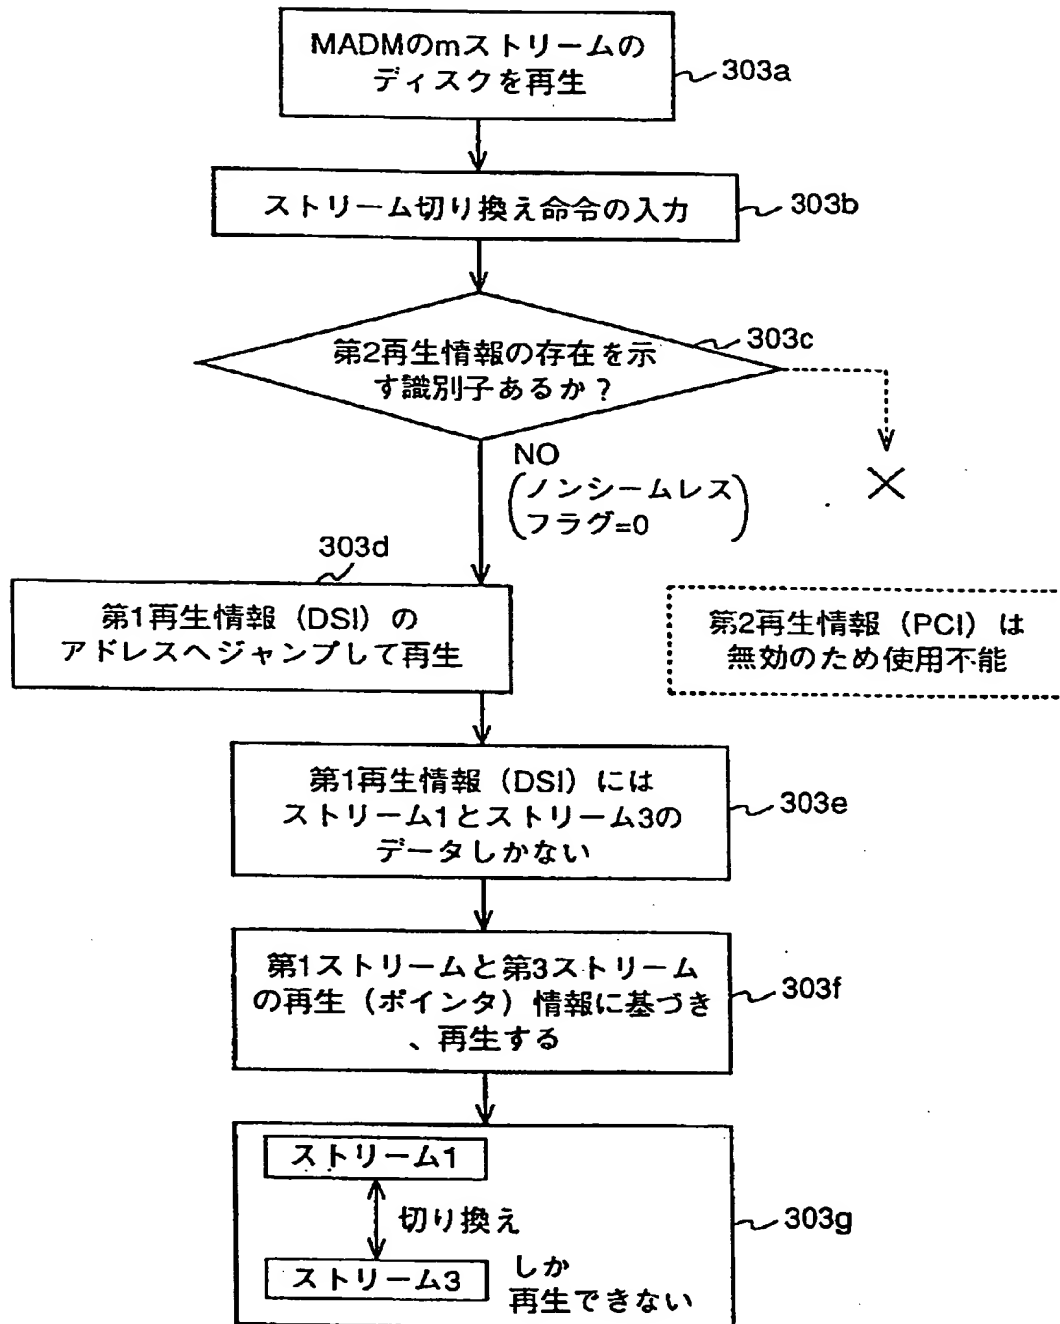 MADMのmストリームの
ディスクを再生
303a
ストリーム切り換え命令の入力
303b
303c
第2再生情報の存在を示
す識別子あるか？
NO
(ノンシームレス
フラグ=0)
303d
第1再生情報（DSI）の
アドレスへジャンプして再生
第2再生情報（PCI）は
無効のため使用不能
第1再生情報（DSI）には
ストリーム1とストリーム3の
データしかない
303e
第1ストリームと第3ストリーム
の再生（ポインタ）情報に基づき
、再生する
303f
ストリーム1
切り換え
303g
ストリーム3
しか
再生できない